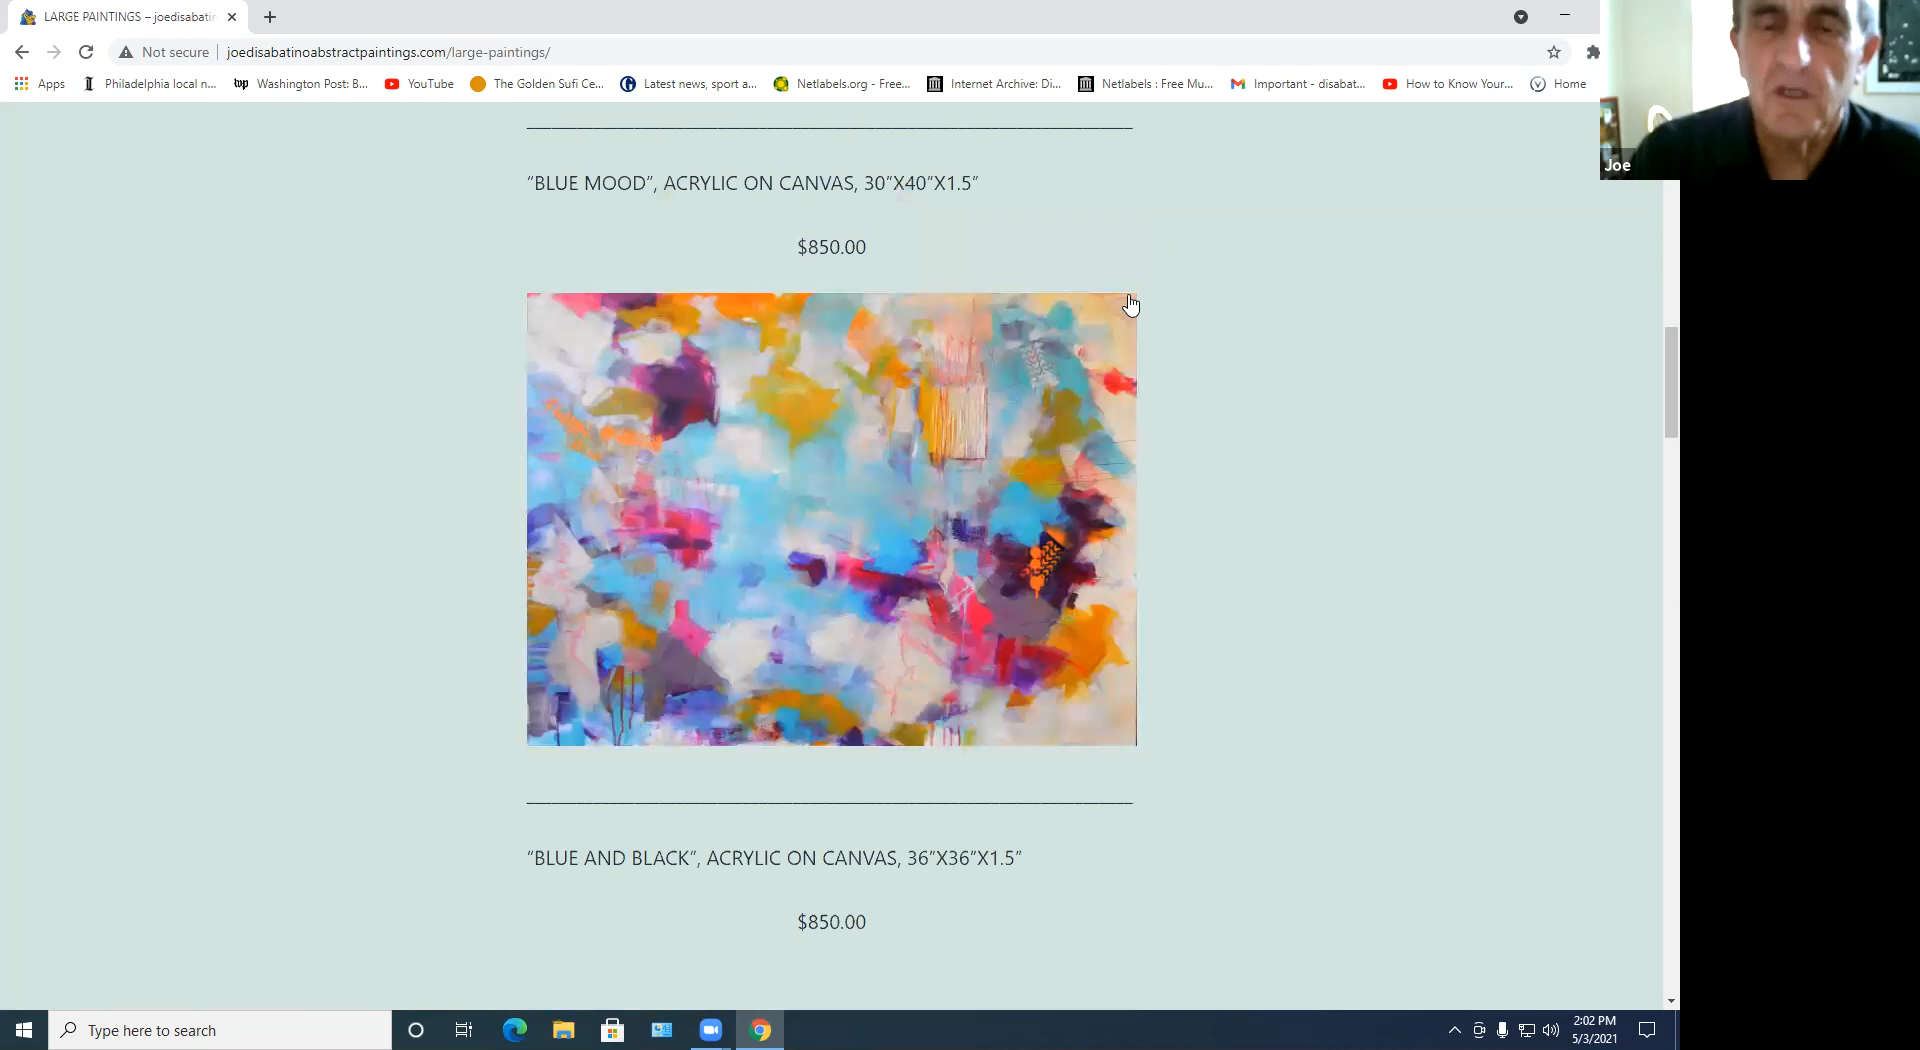 LARGE PAINTINGS – joedisabatin
Not secure
joedisabatinoabstractpaintings.com/large-paintings/
Apps
Philadelphia local n...
Washington Post: B...
YouTube
The Golden Sufi Ce...
Latest news, sport a...
Netlabels.org - Free...
Internet Archive: Di...
Netlabels : Free Mu...
Important - disabat...
How to Know Your...
Home
Joe
“BLUE MOOD”, ACRYLIC ON CANVAS, 30”X40”X1.5”
$850.00
“BLUE AND BLACK”, ACRYLIC ON CANVAS, 36”X36”X1.5”
$850.00
Type here to search
2:02 PM
5/3/2021